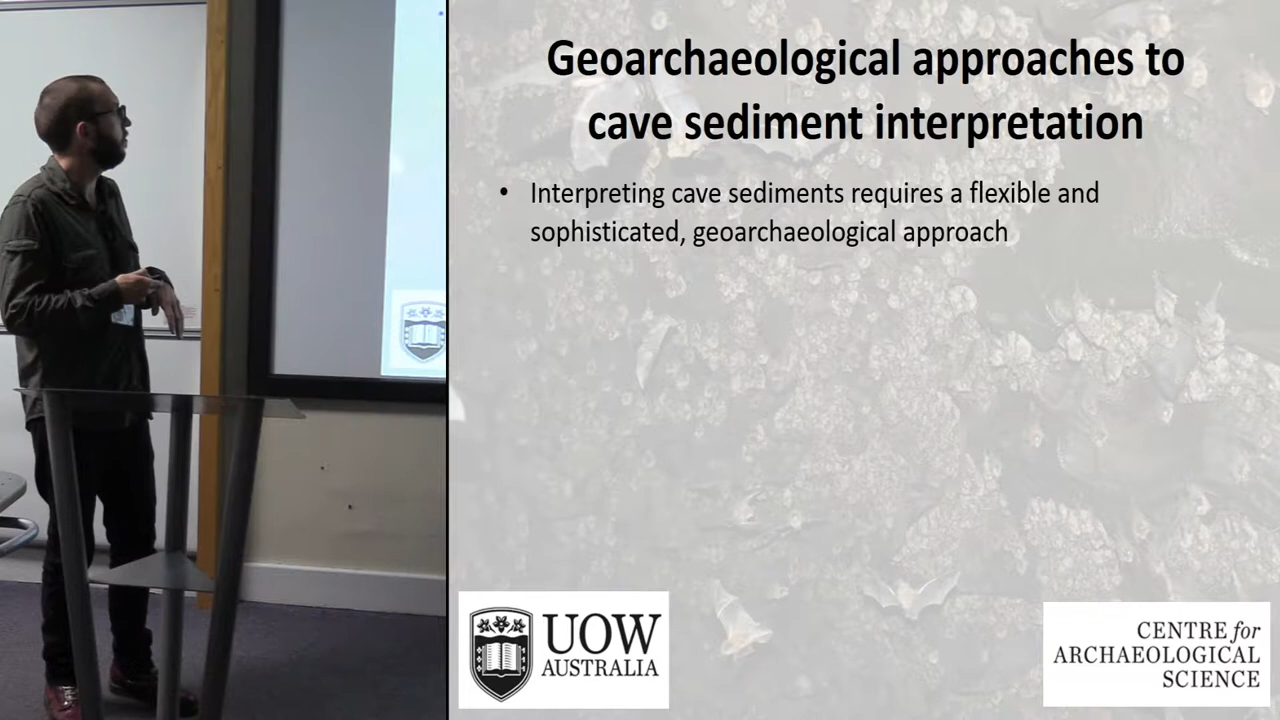 Geoarchaeological approaches to
cave sediment interpretation
• Interpreting cave sediments requires a flexible and
sophisticated, geoarchaeological approach
UOW
AUSTRALIA
CENTRE for
ARCHAEOLOGICAL
SCIENCE